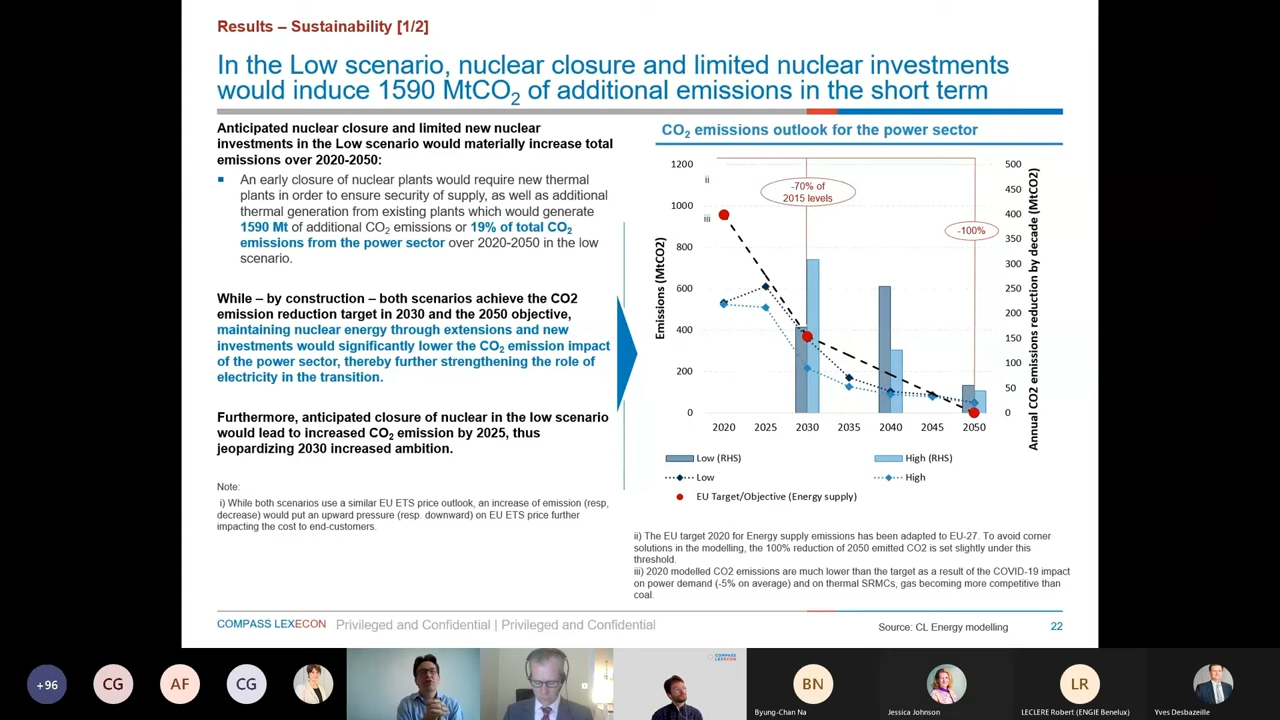 Results – Sustainability [1/2]
In the Low scenario, nuclear closure and limited nuclear investments
would induce 1590 MtCO2 of additional emissions in the short term
Anticipated nuclear closure and limited new nuclear
investments in the Low scenario would materially increase total
emissions over 2020-2050:
An early closure of nuclear plants would require new thermal
plants in order to ensure security of supply, as well as additional
thermal generation from existing plants which would generate
1590 Mt of additional CO2 emissions or 19% of total CO2
emissions from the power sector over 2020-2050 in the low
scenario.
While – by construction – both scenarios achieve the CO2
emission reduction target in 2030 and the 2050 objective,
maintaining nuclear energy through extensions and new
investments would significantly lower the CO2 emission impact
of the power sector, thereby further strengthening the role of
electricity in the transition.
Furthermore, anticipated closure of nuclear in the low scenario
would lead to increased CO2 emission by 2025, thus
jeopardizing 2030 increased ambition.
Note:
i) While both scenarios use a similar EU ETS price outlook, an increase of emission (resp,
decrease) would put an upward pressure (resp. downward) on EU ETS price further
impacting the cost to end-customers.
CO2 emissions outlook for the power sector
Emissions (MtCO2)
1200
1000
800
600
400
200
0
ii
iii
-70% of
2015 levels
-100%
500
450
400
350
300
250
200
150
100
50
0
Annual CO2 emissions reduction by decade (MtCO2)
2020 2025 2030 2035 2040 2045 2050
Low (RHS) High (RHS)
Low High
EU Target/Objective (Energy supply)
ii) The EU target 2020 for Energy supply emissions has been adapted to EU-27. To avoid corner
solutions in the modelling, the 100% reduction of 2050 emitted CO2 is set slightly under this
threshold.
iii) 2020 modelled CO2 emissions are much lower than the target as a result of the COVID-19 impact
on power demand (-5% on average) and on thermal SRMCs, gas becoming more competitive than
coal.
COMPASS LEXECON Privileged and Confidential | Privileged and Confidential
Source: CL Energy modelling 22
+96 CG AF CG
COMPASS
LEXECON
BN LR
Byung-Chan Na Jessica Johnson LECLERE Robert (ENGIE Benelux) Yves Desbazeille